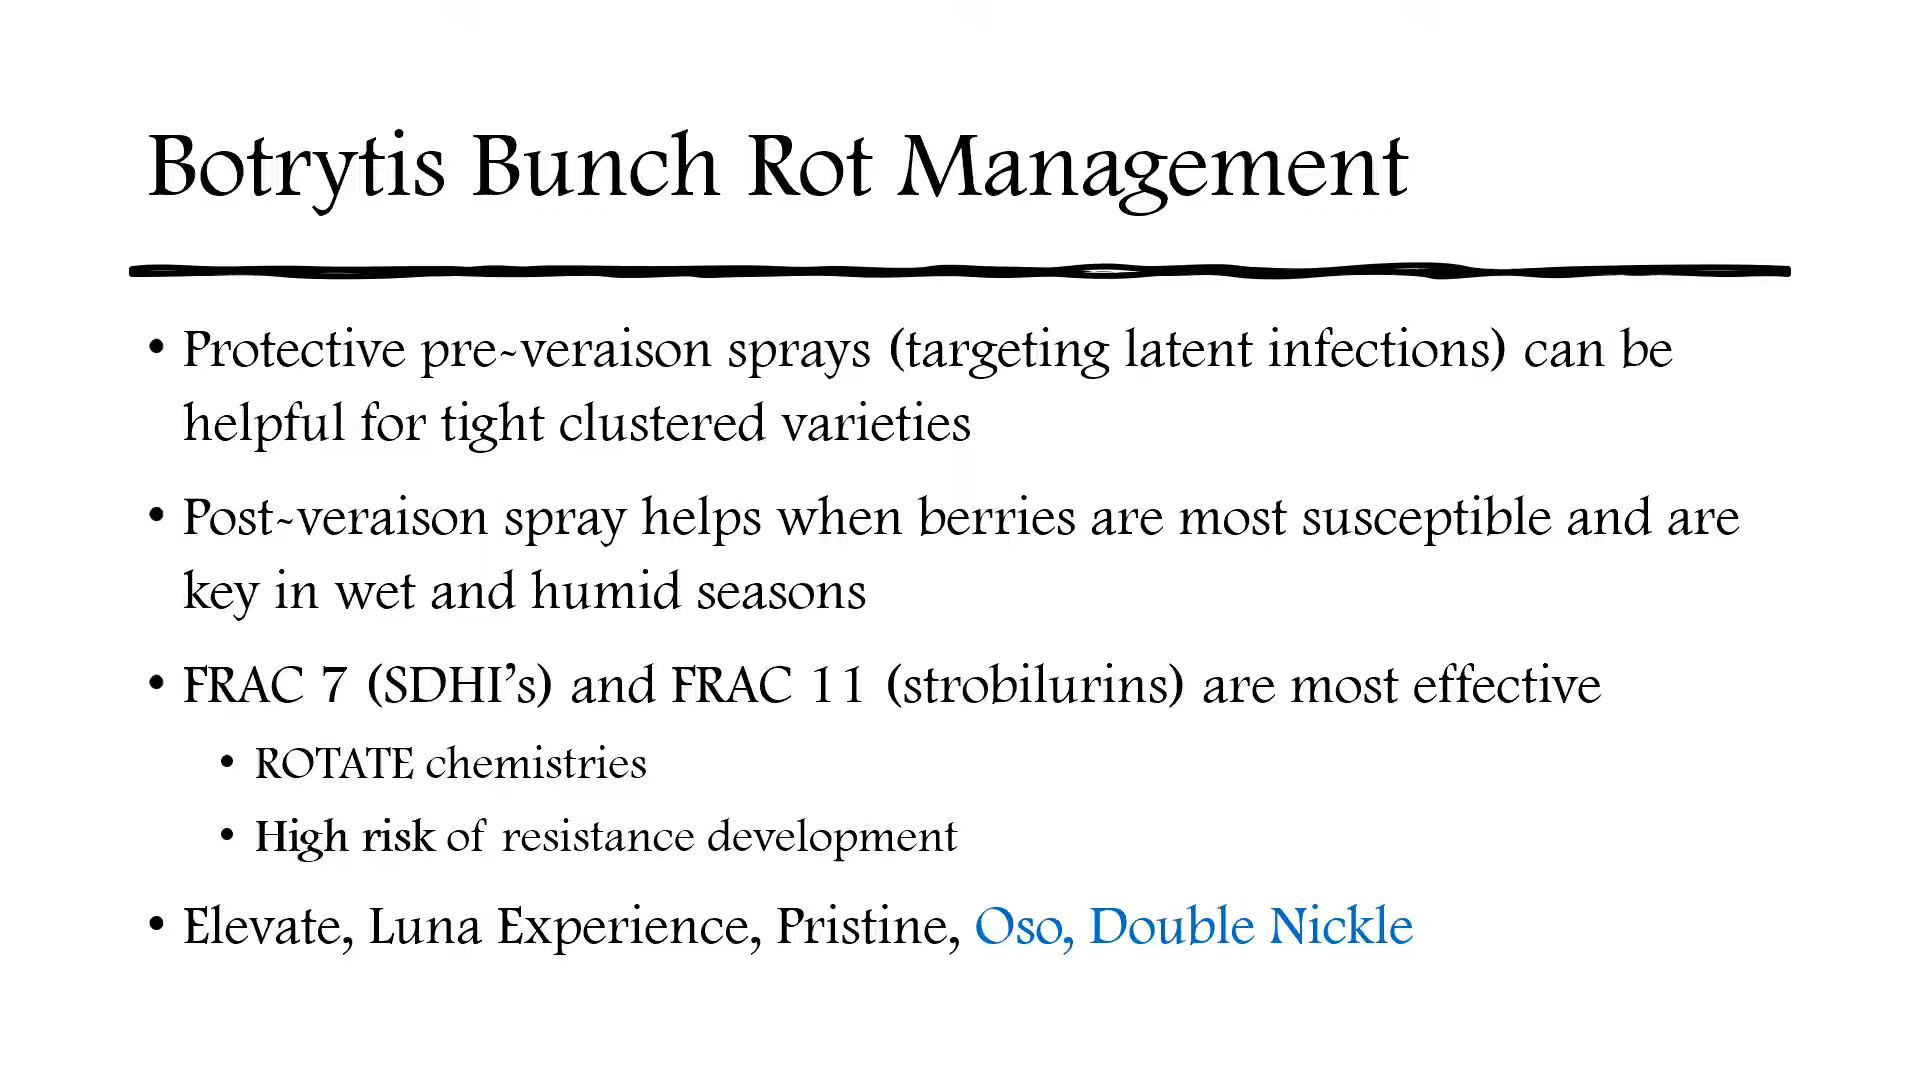 Botrytis Bunch Rot Management
• Protective pre-veraison sprays (targeting latent infections) can be
helpful for tight clustered varieties
• Post-veraison spray helps when berries are most susceptible and are
key in wet and humid seasons
• FRAC 7 (SDHI’s) and FRAC 11 (strobilurins) are most effective
• ROTATE chemistries
• High risk of resistance development
• Elevate, Luna Experience, Pristine, Oso, Double Nickle